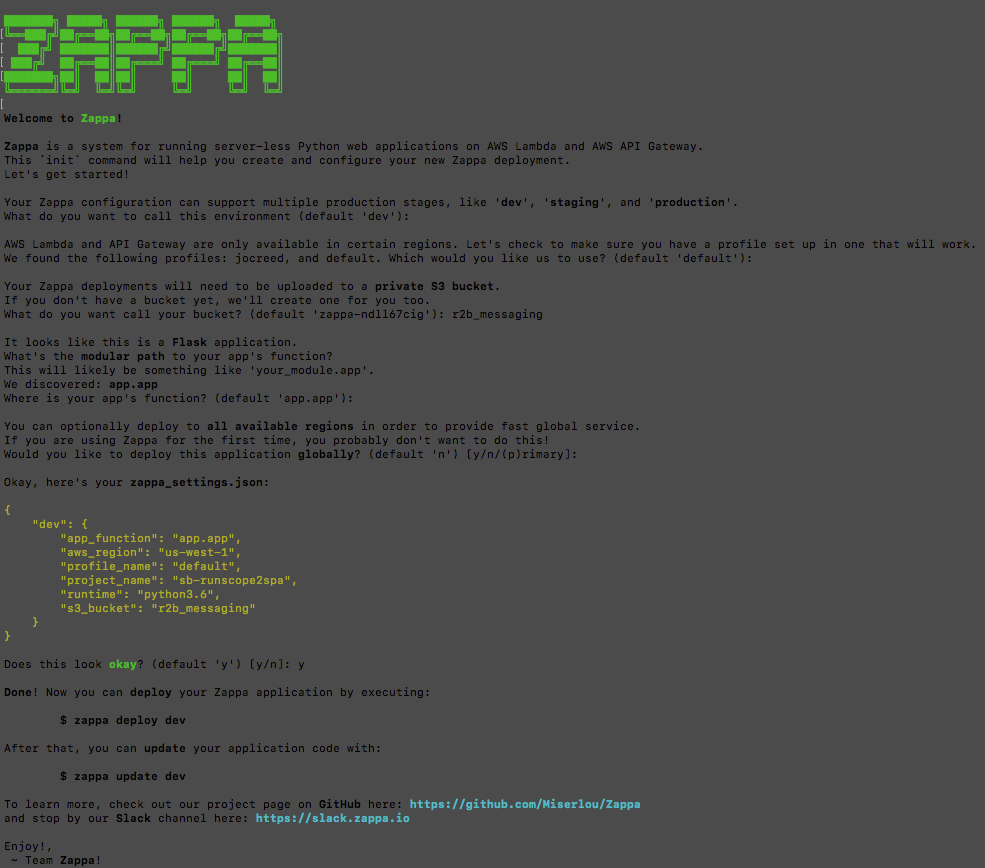 Welcome to Zappa!
Zappa is a system for running server-less Python web applications on AWS Lambda and AWS API Gateway.
This `init` command will help you create and configure your new Zappa deployment.
Let's get started!
Your Zappa configuration can support multiple production stages, like 'dev', 'staging', and 'production'.
What do you want to call this environment (default 'dev'):
AWS Lambda and API Gateway are only available in certain regions. Let's check to make sure you have a profile set up in one that will work.
We found the following profiles: jocreed, and default. Which would you like us to use? (default 'default'):
Your Zappa deployments will need to be uploaded to a private S3 bucket.
If you don't have a bucket yet, we'll create one for you too.
What do you want call your bucket? (default 'zappa-ndll67cig'): r2b_messaging
It looks like this is a Flask application.
What's the modular path to your app's function?
This will likely be something like 'your_module.app'.
We discovered: app.app
Where is your app's function? (default 'app.app'):
You can optionally deploy to all available regions in order to provide fast global service.
If you are using Zappa for the first time, you probably don't want to do this!
Would you like to deploy this application globally? (default 'n') [y/n/(p)rimary]:
Okay, here's your zappa_settings.json:
{
    "dev": {
        "app_function": "app.app",
        "aws_region": "us-west-1",
        "profile_name": "default",
        "project_name": "sb-runscope2spa",
        "runtime": "python3.6",
        "s3_bucket": "r2b_messaging"
    }
}
Does this look okay? (default 'y') [y/n]: y
Done! Now you can deploy your Zappa application by executing:
        $ zappa deploy dev
After that, you can update your application code with:
        $ zappa update dev
To learn more, check out our project page on GitHub here: https://github.com/Miserlou/Zappa
and stop by our Slack channel here: https://slack.zappa.io
Enjoy!,
 ~ Team Zappa!